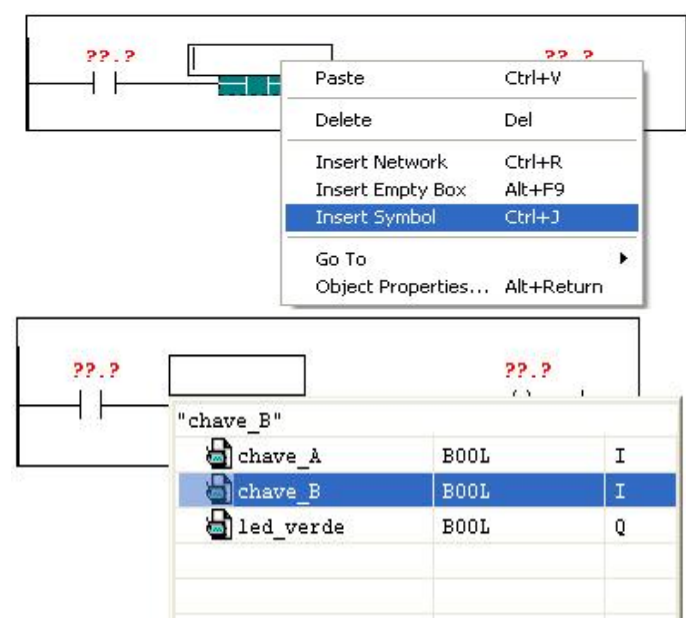 ??.? ??.?
Paste Ctrl+V
Delete Del
Insert Network Ctrl+R
Insert Empty Box Alt+F9
Insert Symbol Ctrl+J
Go To
Object Properties... Alt+Return
??.? ??.?
"chave_B"
chave_A BOOL I
chave_B BOOL I
led_verde BOOL Q